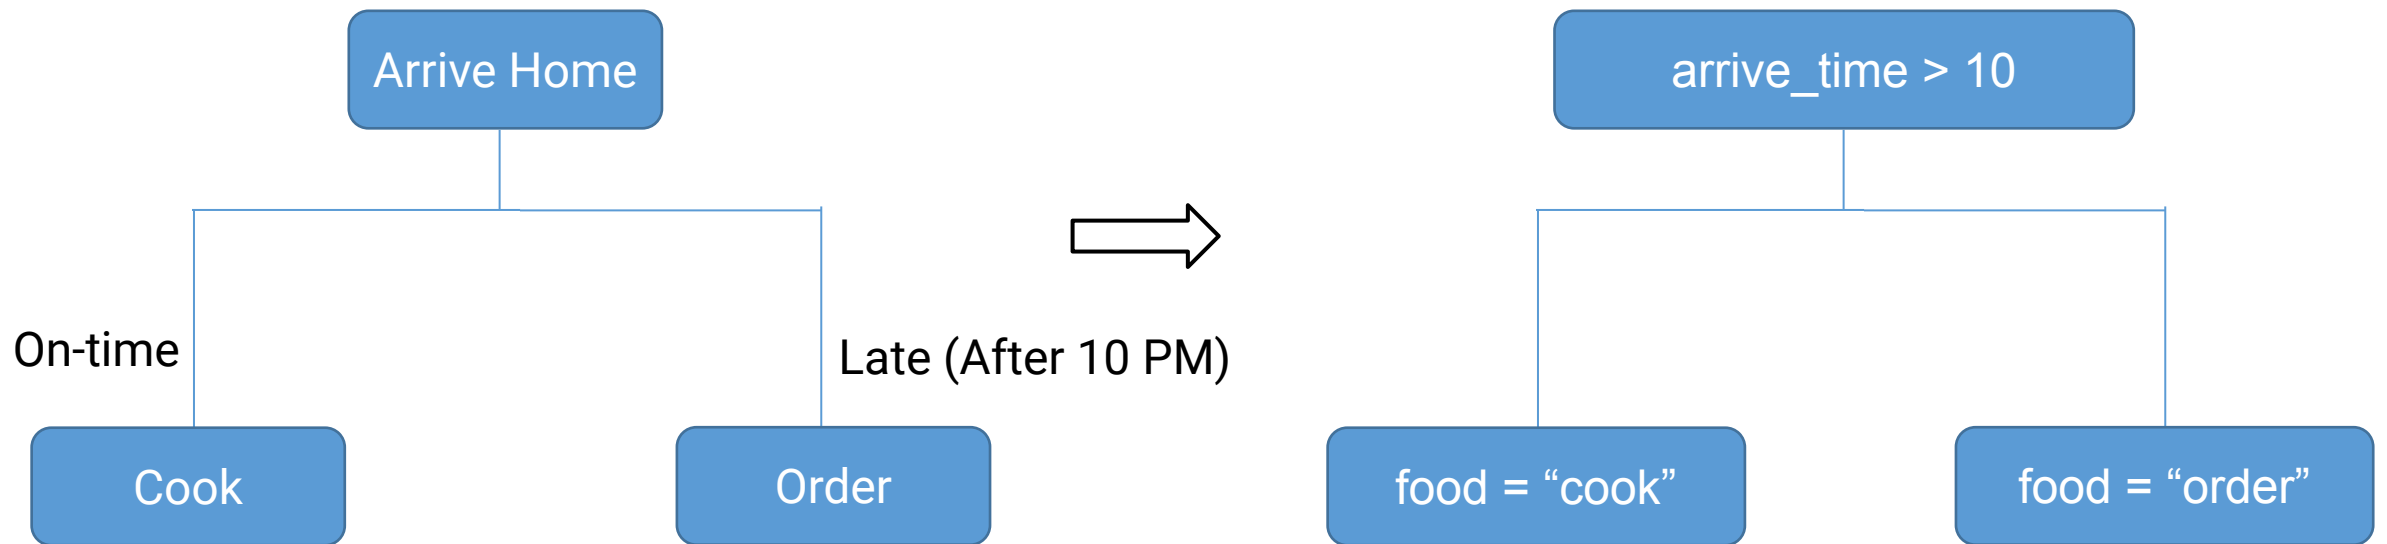 Arrive Home
On-time
Late (After 10 PM)
Cook
Order
arrive_time > 10
food = “cook”
food = “order”